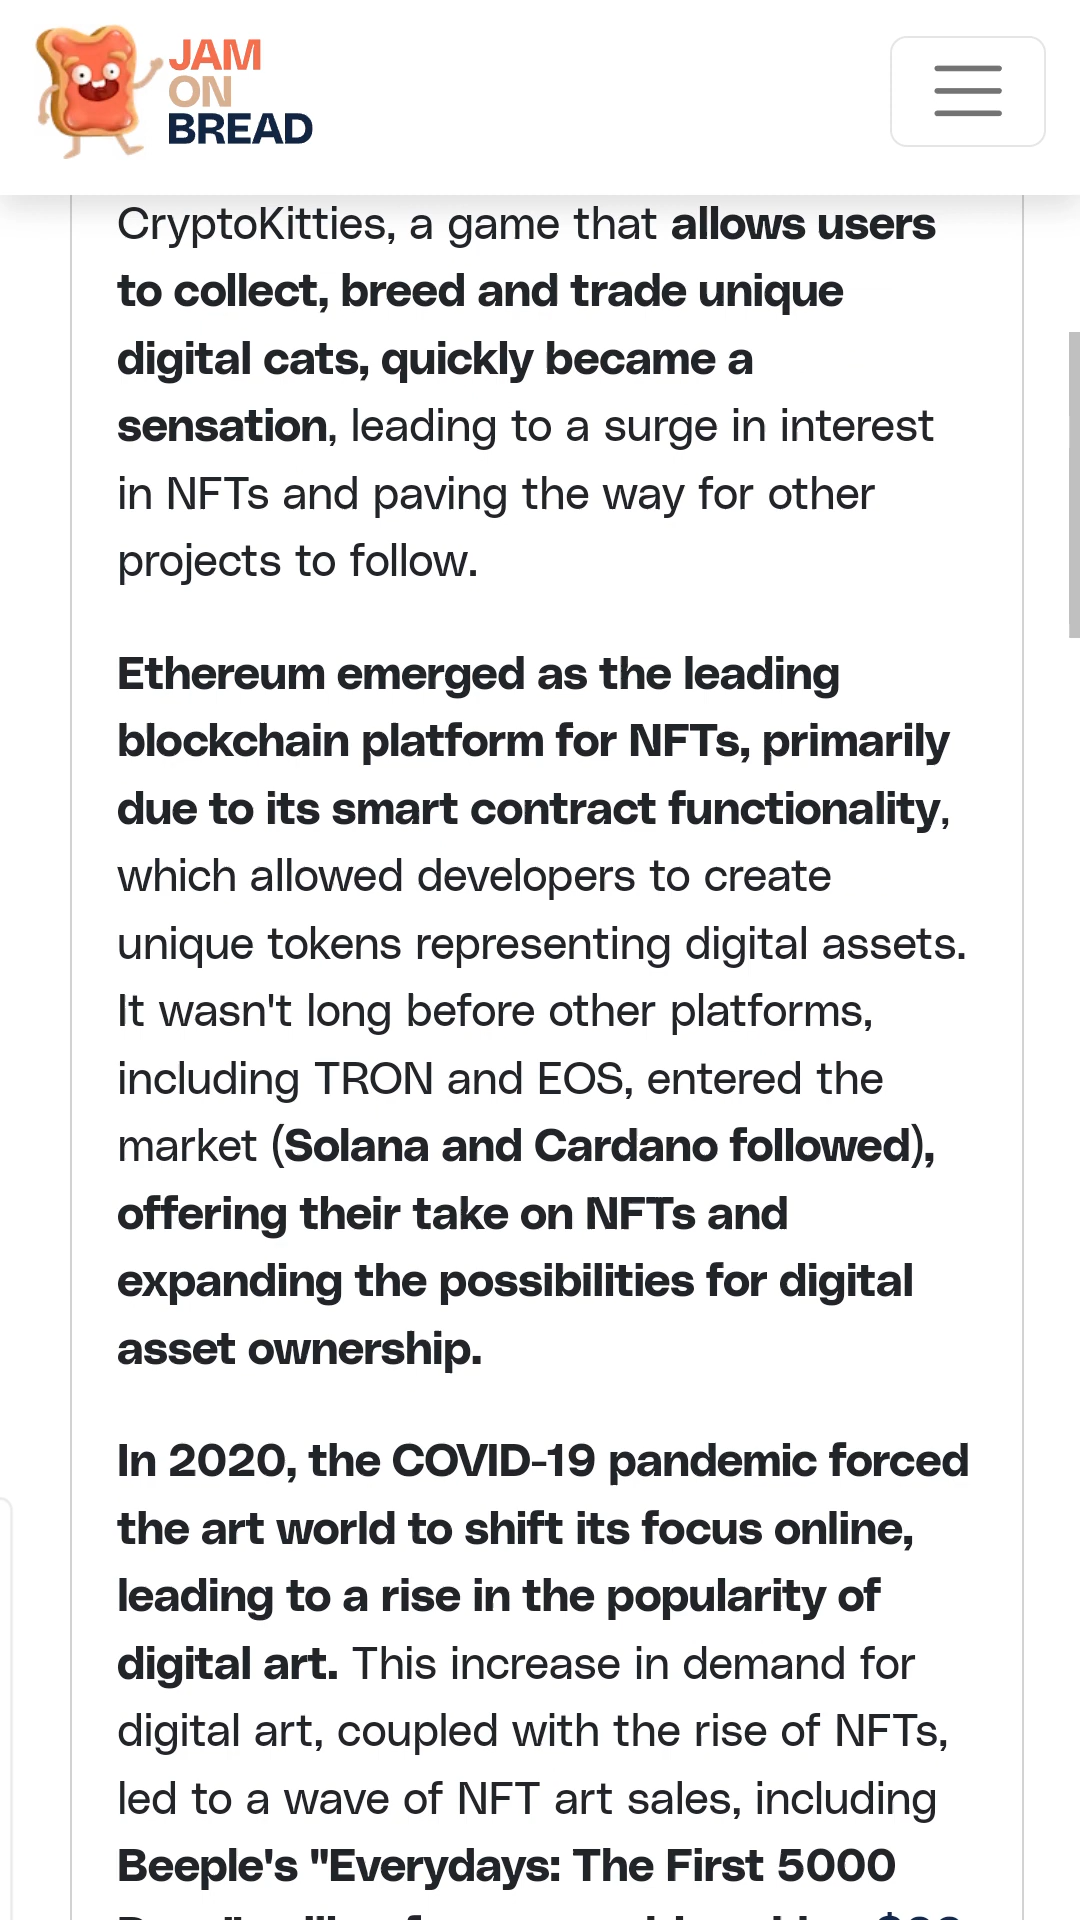 JAM
ON
BREAD
CryptoKitties, a game that allows users
to collect, breed and trade unique
digital cats, quickly became a
sensation, leading to a surge in interest
in NFTs and paving the way for other
projects to follow.
Ethereum emerged as the leading
blockchain platform for NFTs, primarily
due to its smart contract functionality,
which allowed developers to create
unique tokens representing digital assets.
It wasn't long before other platforms,
including TRON and EOS, entered the
market (Solana and Cardano followed),
offering their take on NFTs and
expanding the possibilities for digital
asset ownership.
In 2020, the COVID-19 pandemic forced
the art world to shift its focus online,
leading to a rise in the popularity of
digital art. This increase in demand for
digital art, coupled with the rise of NFTs,
led to a wave of NFT art sales, including
Beeple's "Everydays: The First 5000